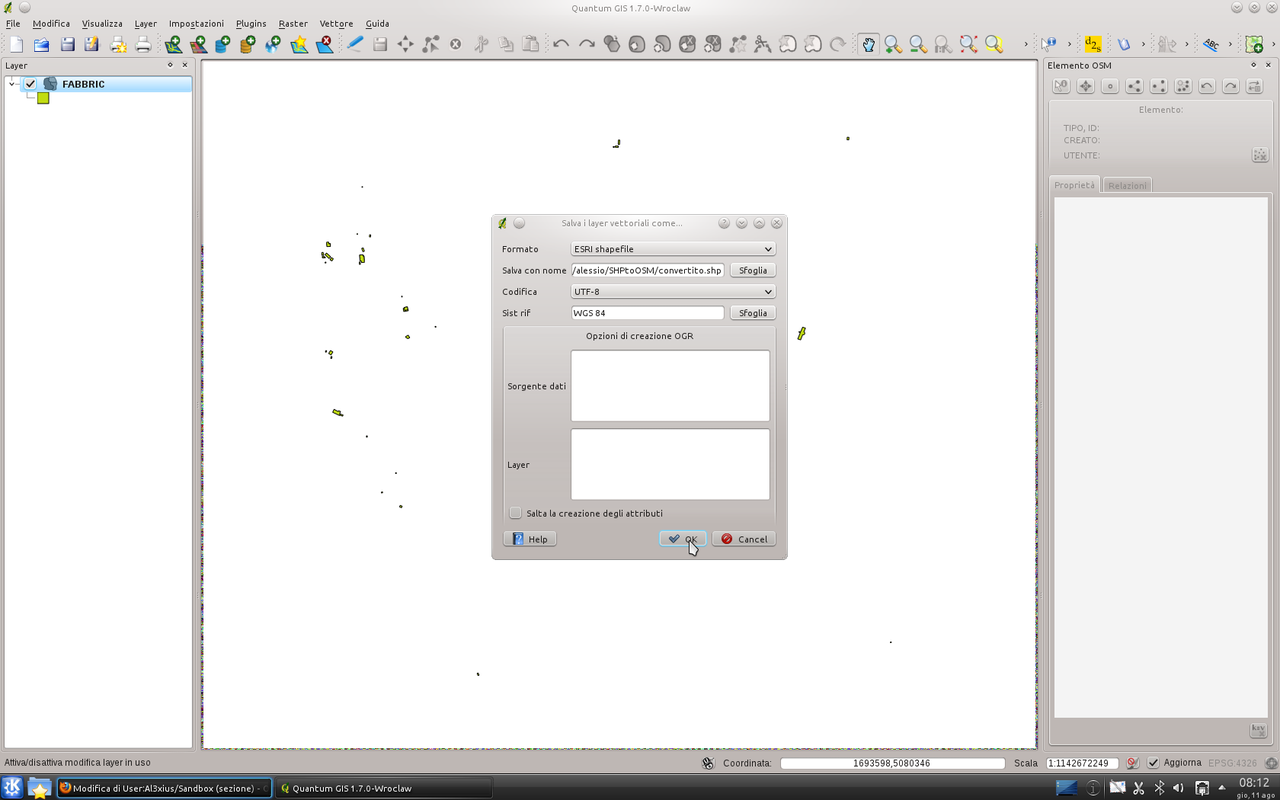 Quantum GIS 1.7.0-Wroclaw
File Modifica Visualizza Layer Impostazioni Plugins Raster Vettore Guida
Layer
FABBRIC
Elemento OSM
Elemento:
TIPO, ID:
CREATO:
UTENTE:
Proprietà Relazioni
Salva i layer vettoriali come...
Formato ESRI shapefile
Salva con nome /alessio/SHPtoOSM/convertito.shp Sfoglia
Codifica UTF-8
Sist rif WGS 84 Sfoglia
Opzioni di creazione OGR
Sorgente dati
Layer
Salta la creazione degli attributi
Help OK Cancel
Attiva/disattiva modifica layer in uso Coordinata: 1693598,5080346 Scala 1:1142672249 Aggiorna EPSG 4326
Modifica di User:Al3xius/Sandbox (sezione) - Quantum GIS 1.7.0-Wroclaw 08:12
gio, 11 ago